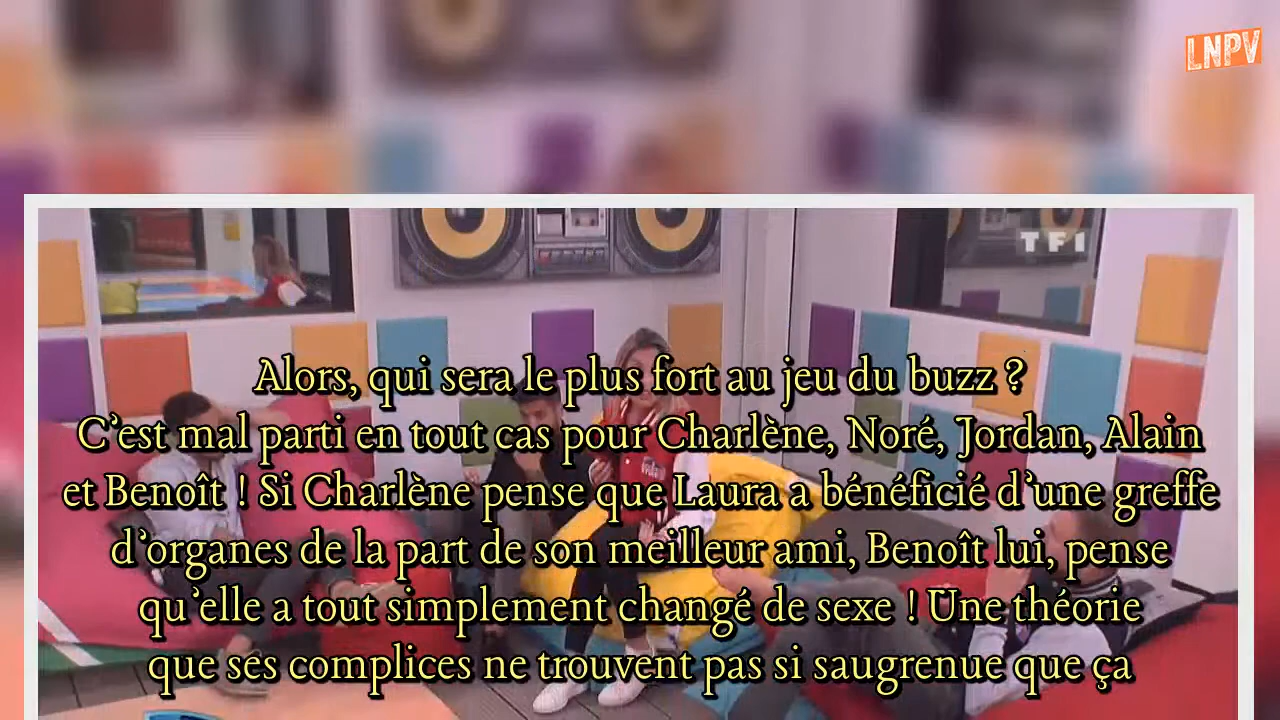 LNPV
TF1
Alors, qui sera le plus fort au jeu du buzz ?
C'est mal parti en tout cas pour Charlène, Noré, Jordan, Alain
et Benoît ! Si Charlène pense que Laura a bénéficié d'une greffe
d'organes de la part de son meilleur ami, Benoît lui, pense
qu'elle a tout simplement changé de sexe ! Une théorie
que ses complices ne trouvent pas si saugrenue que ça